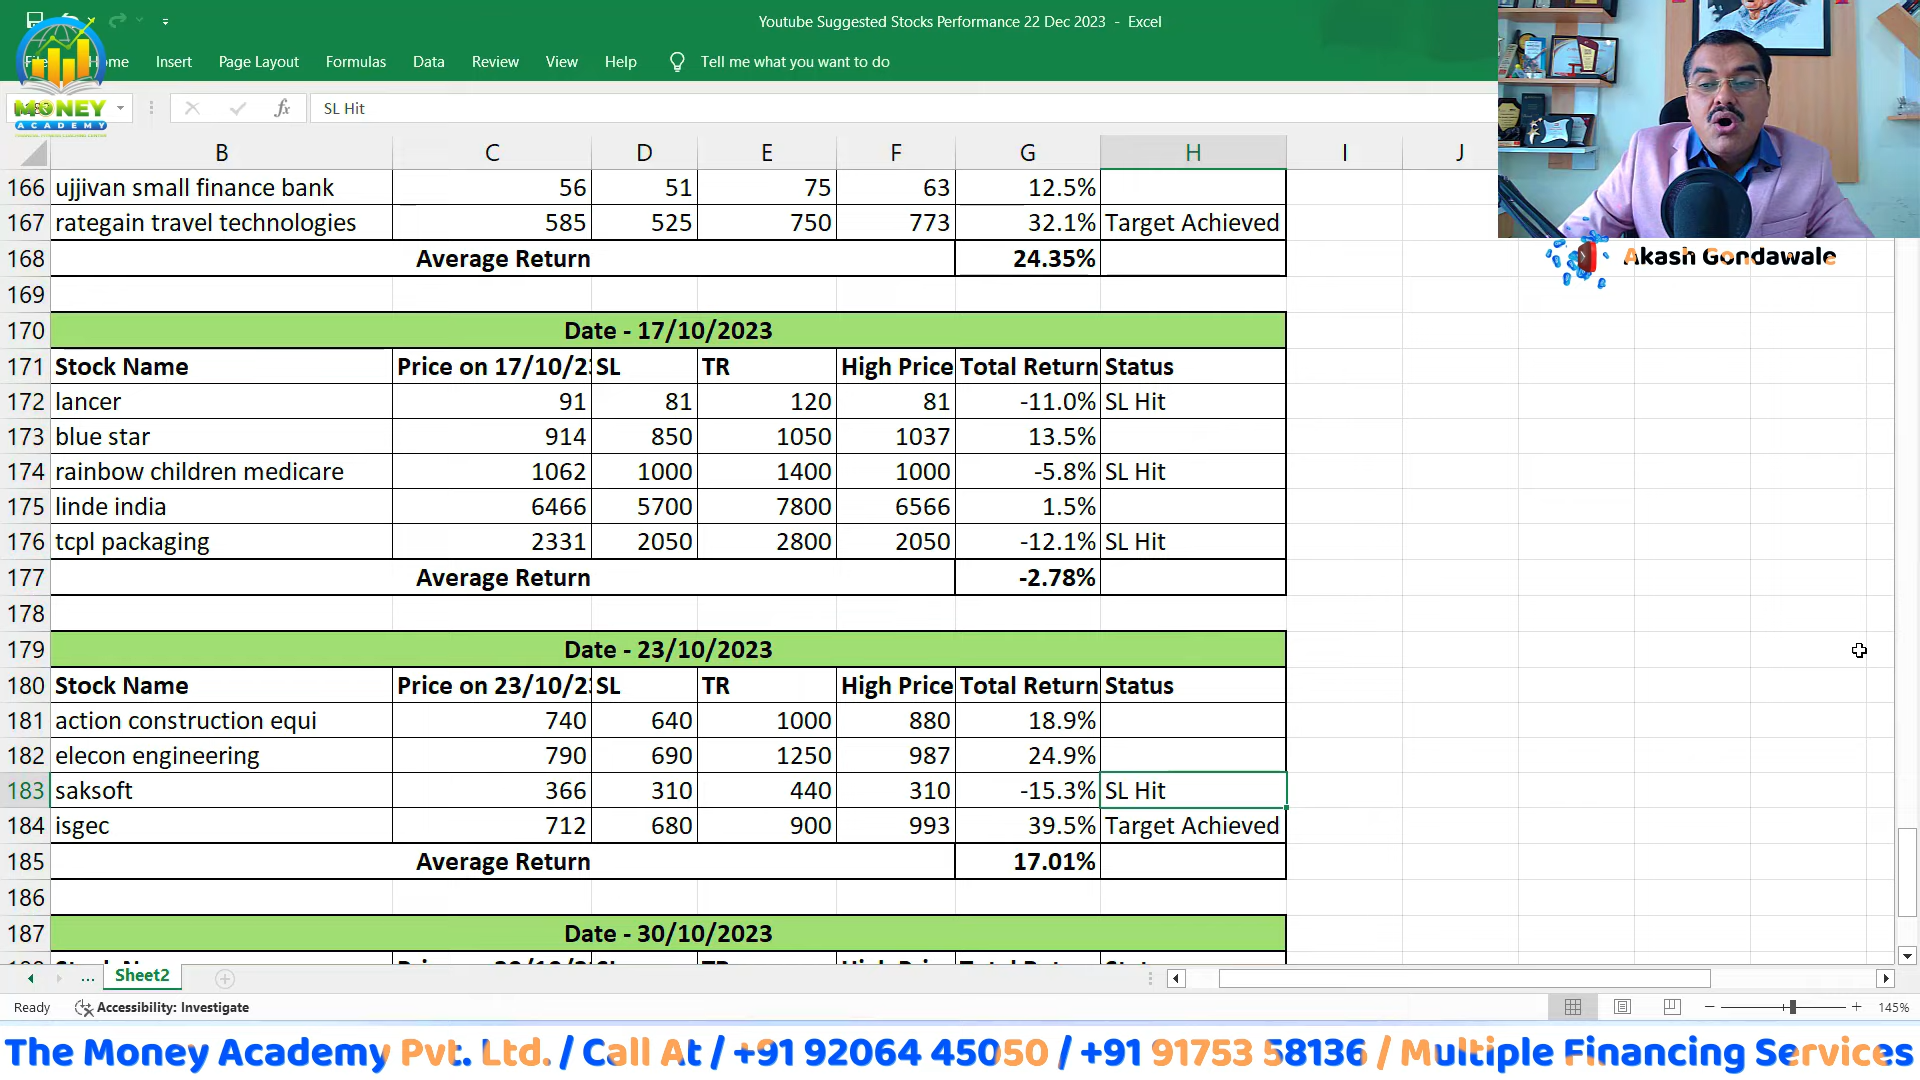 Youtube Suggested Stocks Performance 22 Dec 2023 - Excel
Home Insert Page Layout Formulas Data Review View Help Tell me what you want to do
MONEY
ACADEMY
fx SL Hit
B C D E F G H I J
166 ujjivan small finance bank 56 51 75 63 12.5%
167 rategain travel technologies 585 525 750 773 32.1% Target Achieved
168 Average Return 24.35%
Akash Gondawale
169
170 Date - 17/10/2023
171 Stock Name Price on 17/10/23 SL TR High Price Total Return Status
172 lancer 91 81 120 81 -11.0% SL Hit
173 blue star 914 850 1050 1037 13.5%
174 rainbow children medicare 1062 1000 1400 1000 -5.8% SL Hit
175 linde india 6466 5700 7800 6566 1.5%
176 tcpl packaging 2331 2050 2800 2050 -12.1% SL Hit
177 Average Return -2.78%
178
179 Date - 23/10/2023
180 Stock Name Price on 23/10/23 SL TR High Price Total Return Status
181 action construction equi 740 640 1000 880 18.9%
182 elecon engineering 790 690 1250 987 24.9%
183 saksoft 366 310 440 310 -15.3% SL Hit
184 isgec 712 680 900 993 39.5% Target Achieved
185 Average Return 17.01%
186
187 Date - 30/10/2023
... Sheet2
Ready Accessibility: Investigate 145%
The Money Academy Pvt. Ltd. / Call At / +91 92064 45050 / +91 91753 58136 / Multiple Financing Services